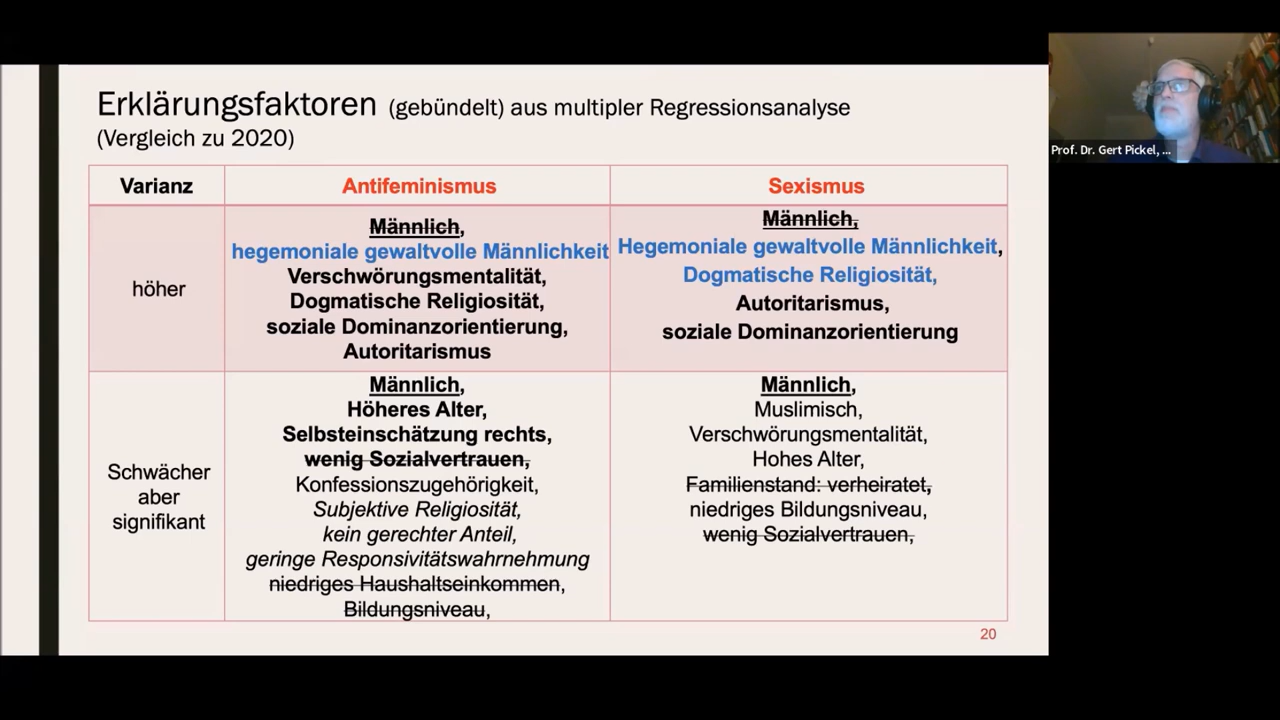 Erklärungsfaktoren (gebündelt) aus multipler Regressionsanalyse
(Vergleich zu 2020)
Prof. Dr. Gert Pickel, ...
Varianz
Antifeminismus
Sexismus
höher
Männlich,
hegemoniale gewaltvolle Männlichkeit
Verschwörungsmentalität,
Dogmatische Religiosität,
soziale Dominanzorientierung,
Autoritarismus
Männlich,
Hegemoniale gewaltvolle Männlichkeit,
Dogmatische Religiosität,
Autoritarismus,
soziale Dominanzorientierung
Schwächer
aber
signifikant
Männlich,
Höheres Alter,
Selbsteinschätzung rechts,
wenig Sozialvertrauen,
Konfessionszugehörigkeit,
Subjektive Religiosität,
kein gerechter Anteil,
geringe Responsivitätswahrnehmung
niedriges Haushaltseinkommen,
Bildungsniveau,
Männlich,
Muslimisch,
Verschwörungsmentalität,
Hohes Alter,
Familienstand: verheiratet,
niedriges Bildungsniveau,
wenig Sozialvertrauen,
20